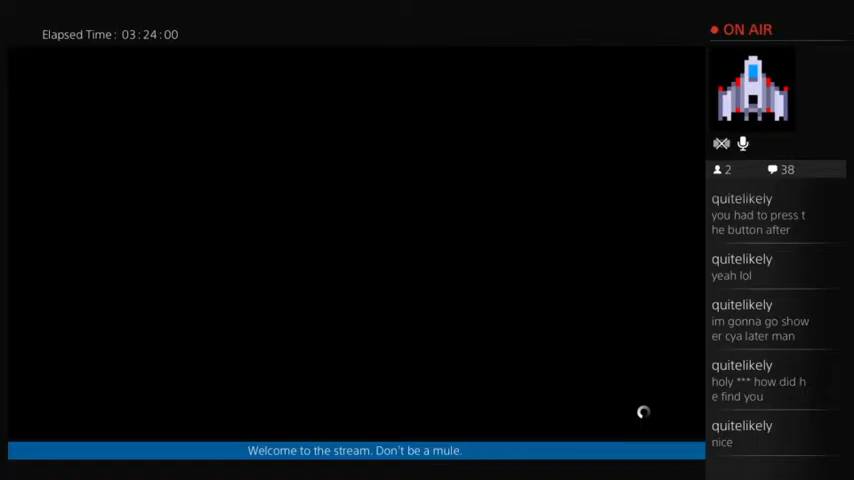 Elapsed Time: 03:24:00
ON AIR
2 38
quitelikely
you had to press t
he button after
quitelikely
yeah lol
quitelikely
im gonna go show
er cya later man
quitelikely
holy *** how did h
e find you
quitelikely
nice
Welcome to the stream. Don't be a mule.